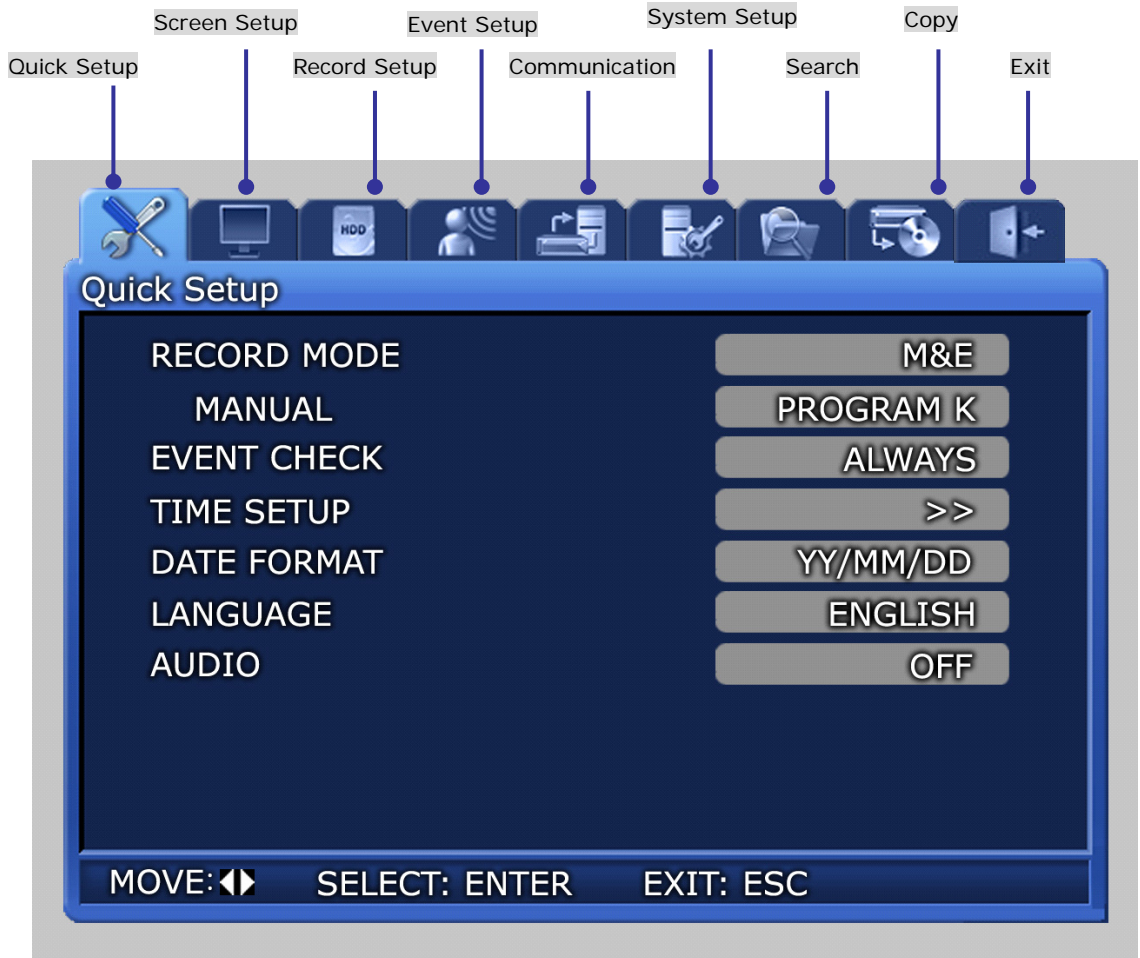 Screen Setup
Event Setup
System Setup
Copy
Quick Setup
Record Setup
Communication
Search
Exit
HDD
Quick Setup
RECORD MODE M&E
MANUAL PROGRAM K
EVENT CHECK ALWAYS
TIME SETUP >>
DATE FORMAT YY/MM/DD
LANGUAGE ENGLISH
AUDIO OFF
MOVE: SELECT: ENTER EXIT: ESC